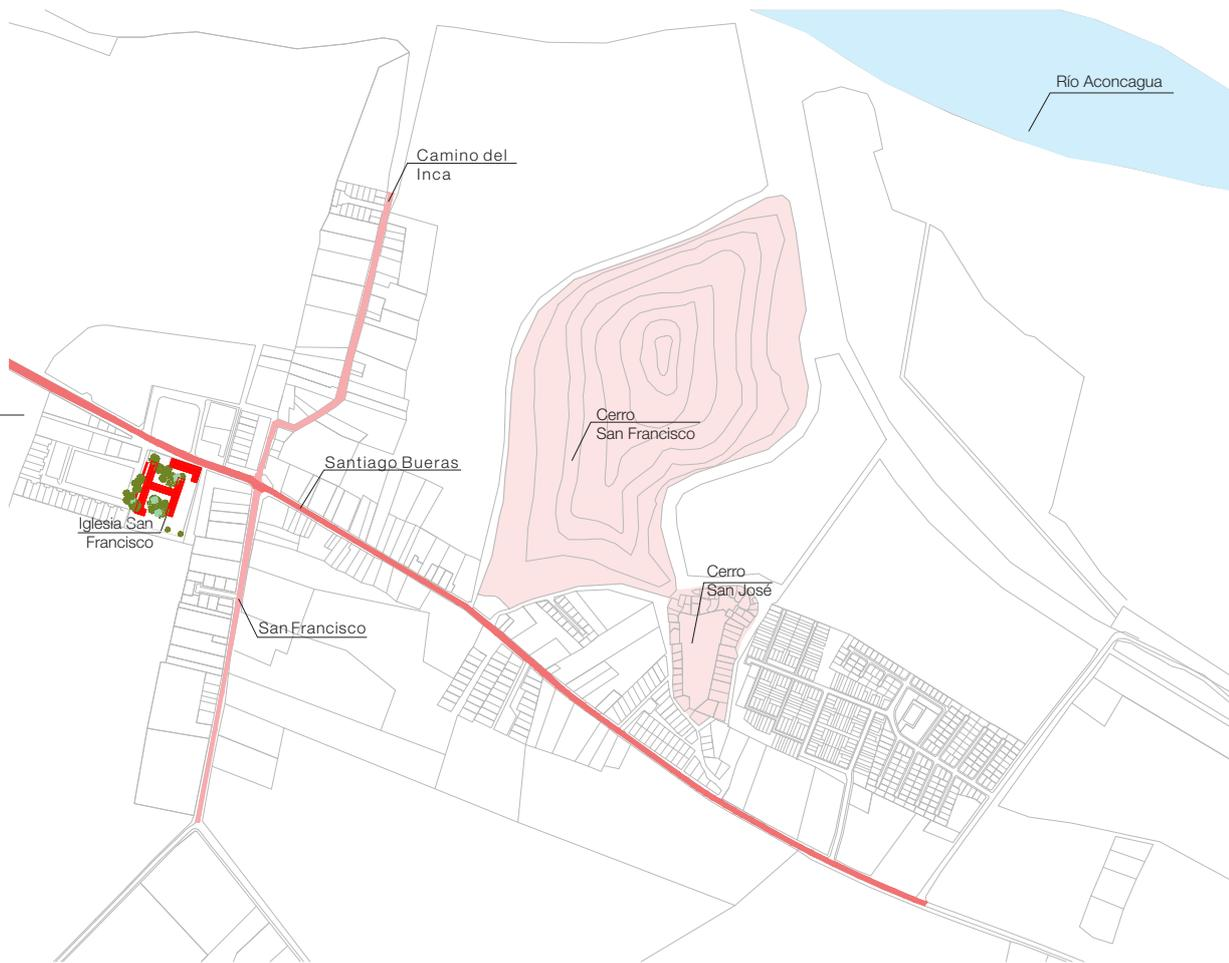 Río Aconcagua
Camino del
Inca
Cerro
San Francisco
Santiago Bueras
Iglesia San
Francisco
Cerro
San José
San Francisco